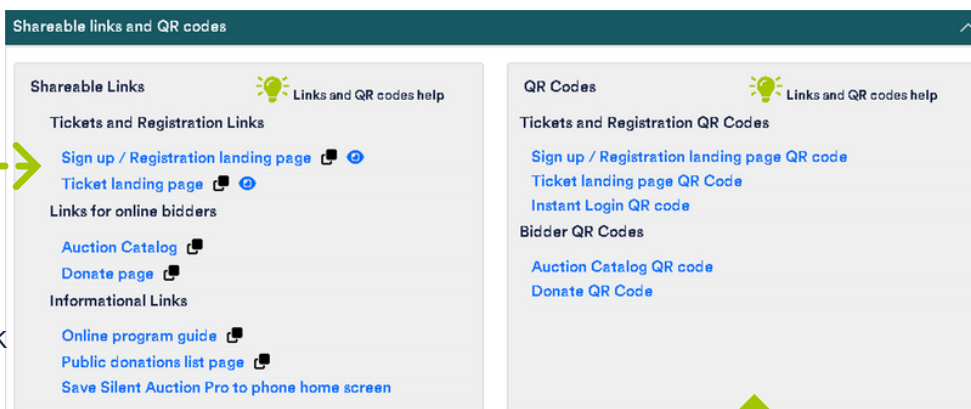 Shareable links and QR codes
Shareable Links
Links and QR codes help
Tickets and Registration Links
Sign up / Registration landing page
Ticket landing page
Links for online bidders
Auction Catalog
Donate page
Informational Links
Online program guide
Public donations list page
Save Silent Auction Pro to phone home screen
QR Codes
Links and QR codes help
Tickets and Registration QR Codes
Sign up / Registration landing page QR code
Ticket landing page QR Code
Instant Login QR code
Bidder QR Codes
Auction Catalog QR code
Donate QR Code